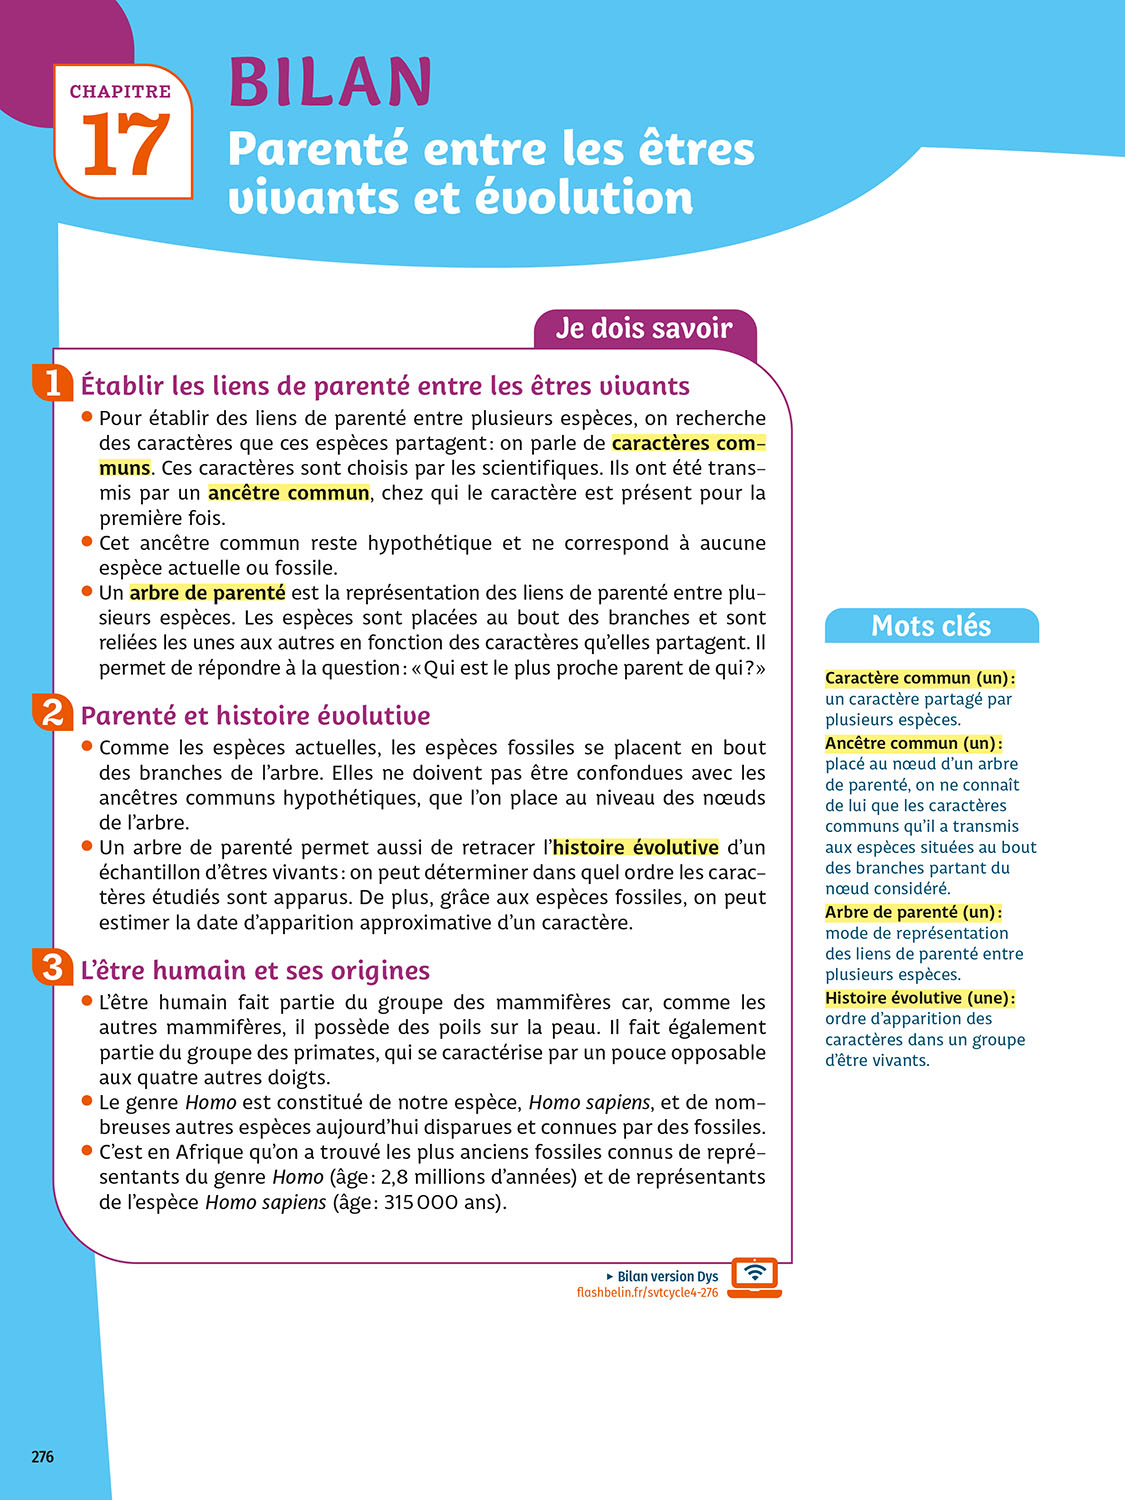 CHAPITRE
17
BILAN
Parenté entre les êtres
vivants et évolution
Je dois savoir
1 Établir les liens de parenté entre les êtres vivants
• Pour établir des liens de parenté entre plusieurs espèces, on recherche
des caractères que ces espèces partagent : on parle de caractères com-
muns. Ces caractères sont choisis par les scientifiques. Ils ont été trans-
mis par un ancêtre commun, chez qui le caractère est présent pour la
première fois.
• Cet ancêtre commun reste hypothétique et ne correspond à aucune
espèce actuelle ou fossile.
• Un arbre de parenté est la représentation des liens de parenté entre plu-
sieurs espèces. Les espèces sont placées au bout des branches et sont
reliées les unes aux autres en fonction des caractères qu'elles partagent. Il
permet de répondre à la question : « Qui est le plus proche parent de qui ? »
2 Parenté et histoire évolutive
• Comme les espèces actuelles, les espèces fossiles se placent en bout
des branches de l'arbre. Elles ne doivent pas être confondues avec les
ancêtres communs hypothétiques, que l'on place au niveau des nœuds
de l'arbre.
• Un arbre de parenté permet aussi de retracer l'histoire évolutive d'un
échantillon d'êtres vivants : on peut déterminer dans quel ordre les carac-
tères étudiés sont apparus. De plus, grâce aux espèces fossiles, on peut
estimer la date d'apparition approximative d'un caractère.
3 L'être humain et ses origines
• L'être humain fait partie du groupe des mammifères car, comme les
autres mammifères, il possède des poils sur la peau. Il fait également
partie du groupe des primates, qui se caractérise par un pouce opposable
aux quatre autres doigts.
• Le genre Homo est constitué de notre espèce, Homo sapiens, et de nom-
breuses autres espèces aujourd'hui disparues et connues par des fossiles.
• C'est en Afrique qu'on a trouvé les plus anciens fossiles connus de repré-
sentants du genre Homo (âge : 2,8 millions d'années) et de représentants
de l'espèce Homo sapiens (âge : 315 000 ans).
▸ Bilan version Dys
flashbelin.fr/svtcycle4-276
Mots clés
Caractère commun (un) :
un caractère partagé par
plusieurs espèces.
Ancêtre commun (un) :
placé au nœud d'un arbre
de parenté, on ne connaît
de lui que les caractères
communs qu'il a transmis
aux espèces situées au bout
des branches partant du
nœud considéré.
Arbre de parenté (un) :
mode de représentation
des liens de parenté entre
plusieurs espèces.
Histoire évolutive (une) :
ordre d'apparition des
caractères dans un groupe
d'être vivants.
276